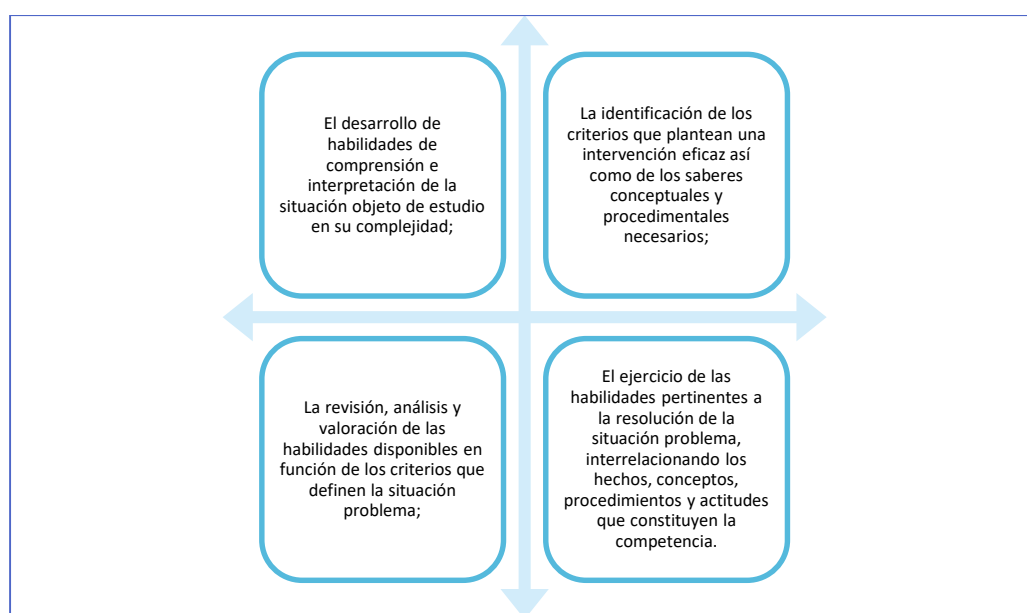 El desarrollo de
habilidades de
comprensión e
interpretación de la
situación objeto de estudio
en su complejidad;
La identificación de los
criterios que plantean una
intervención eficaz así
como de los saberes
conceptuales y
procedimentales
necesarios;
La revisión, análisis y
valoración de las
habilidades disponibles en
función de los criterios que
definen la situación
problema;
El ejercicio de las
habilidades pertinentes a
la resolución de la
situación problema,
interrelacionando los
hechos, conceptos,
procedimientos y actitudes
que constituyen la
competencia.